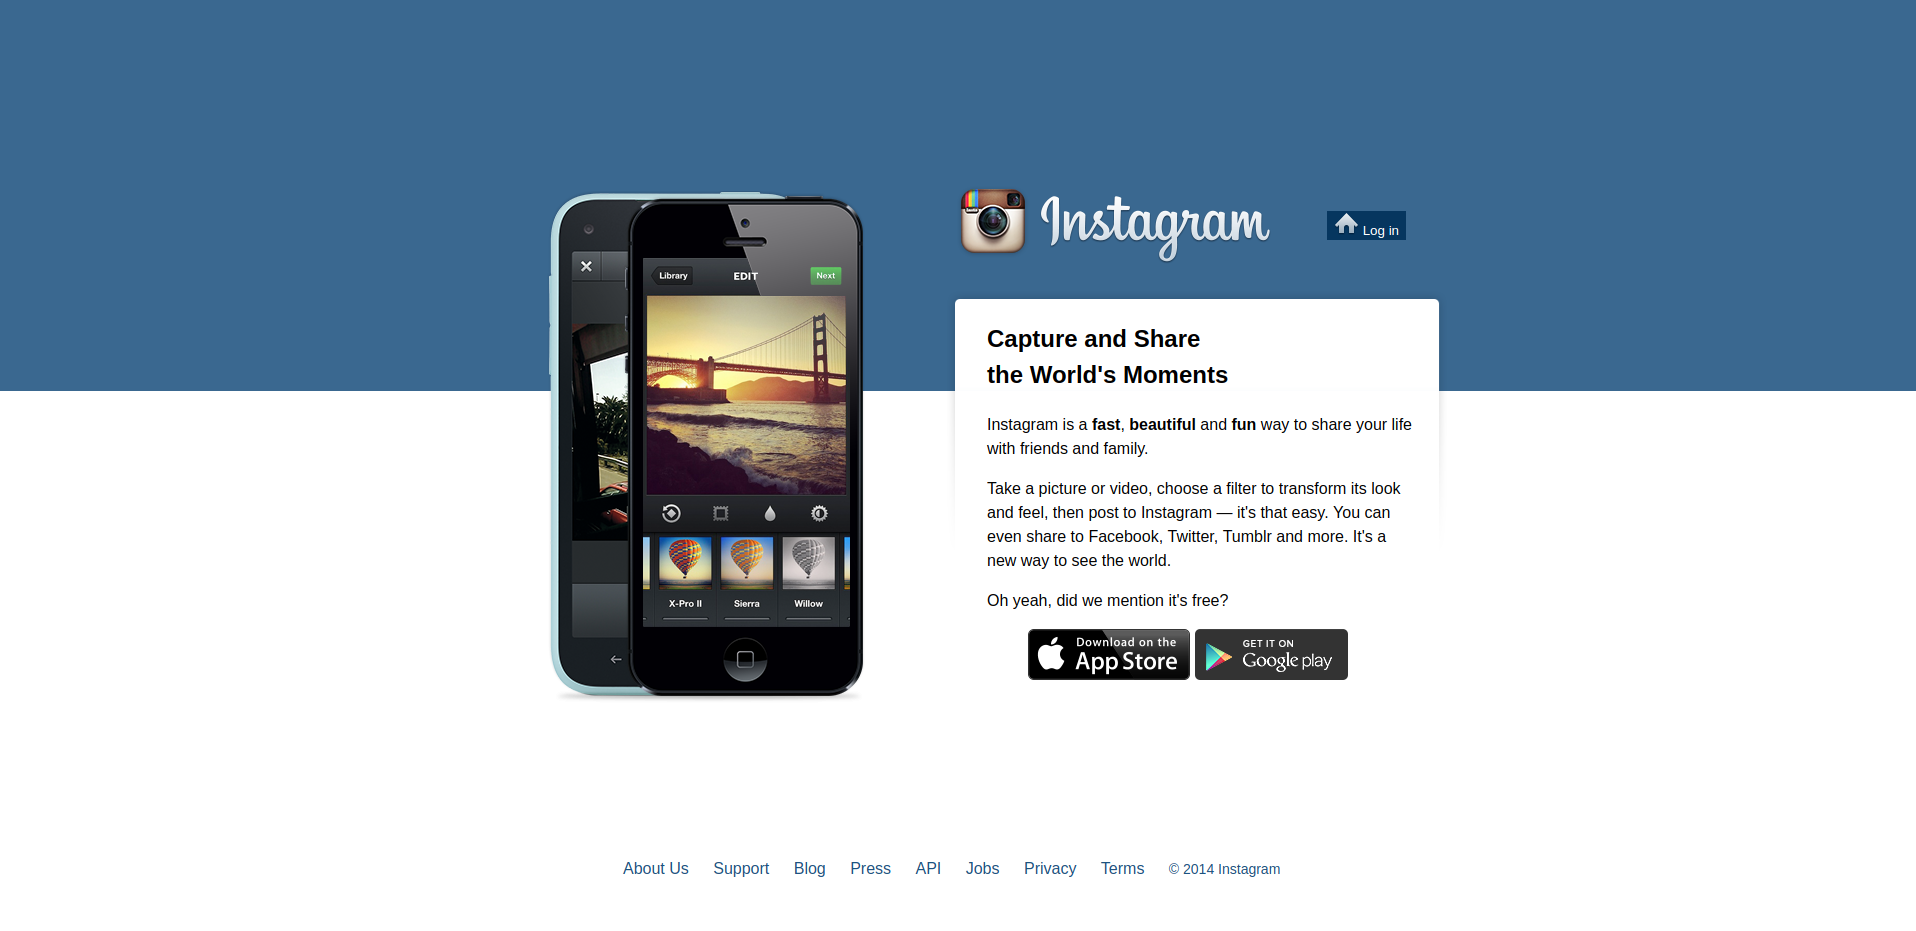 Instagram
Log in
Library
EDIT
Next
X-Pro II
Sierra
Willow
Capture and Share
the World's Moments
Instagram is a fast, beautiful and fun way to share your life
with friends and family.
Take a picture or video, choose a filter to transform its look
and feel, then post to Instagram — it's that easy. You can
even share to Facebook, Twitter, Tumblr and more. It's a
new way to see the world.
Oh yeah, did we mention it's free?
Download on the
App Store
GET IT ON
Google play
About Us Support Blog Press API Jobs Privacy Terms © 2014 Instagram